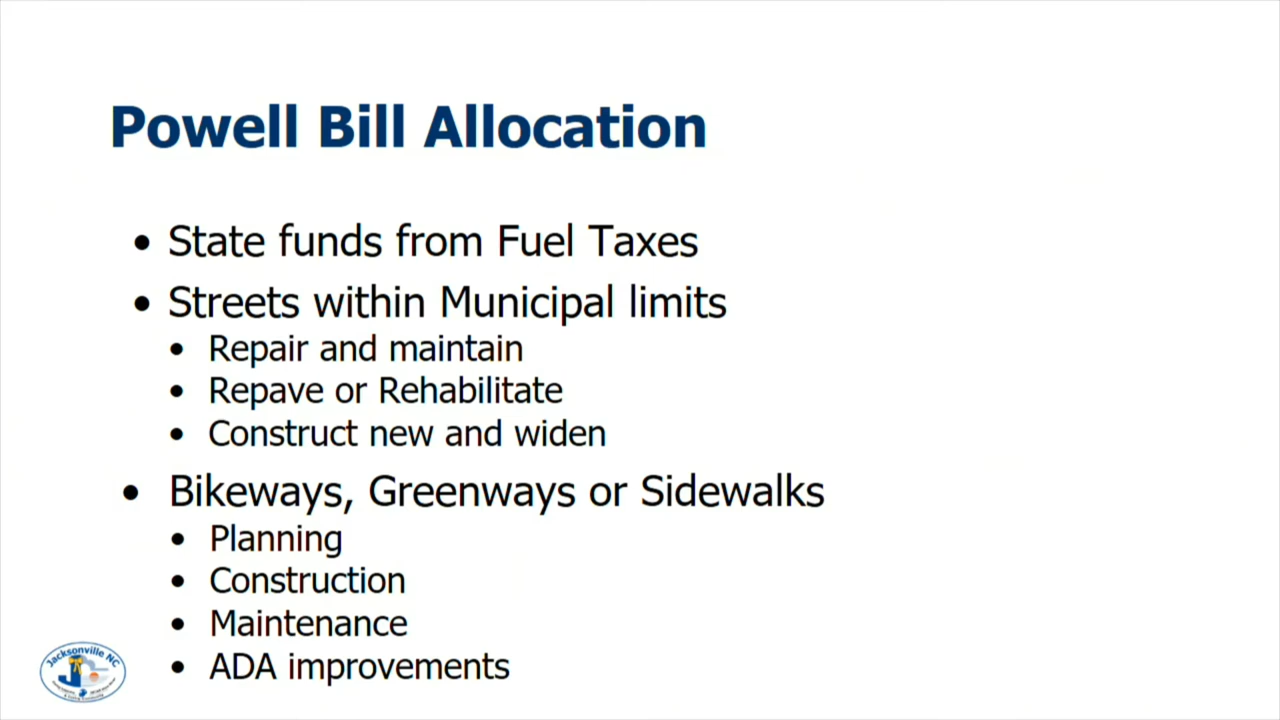 Powell Bill Allocation
• State funds from Fuel Taxes
• Streets within Municipal limits
• Repair and maintain
• Repave or Rehabilitate
• Construct new and widen
• Bikeways, Greenways or Sidewalks
• Planning
• Construction
• Maintenance
• ADA improvements
Jacksonville NC